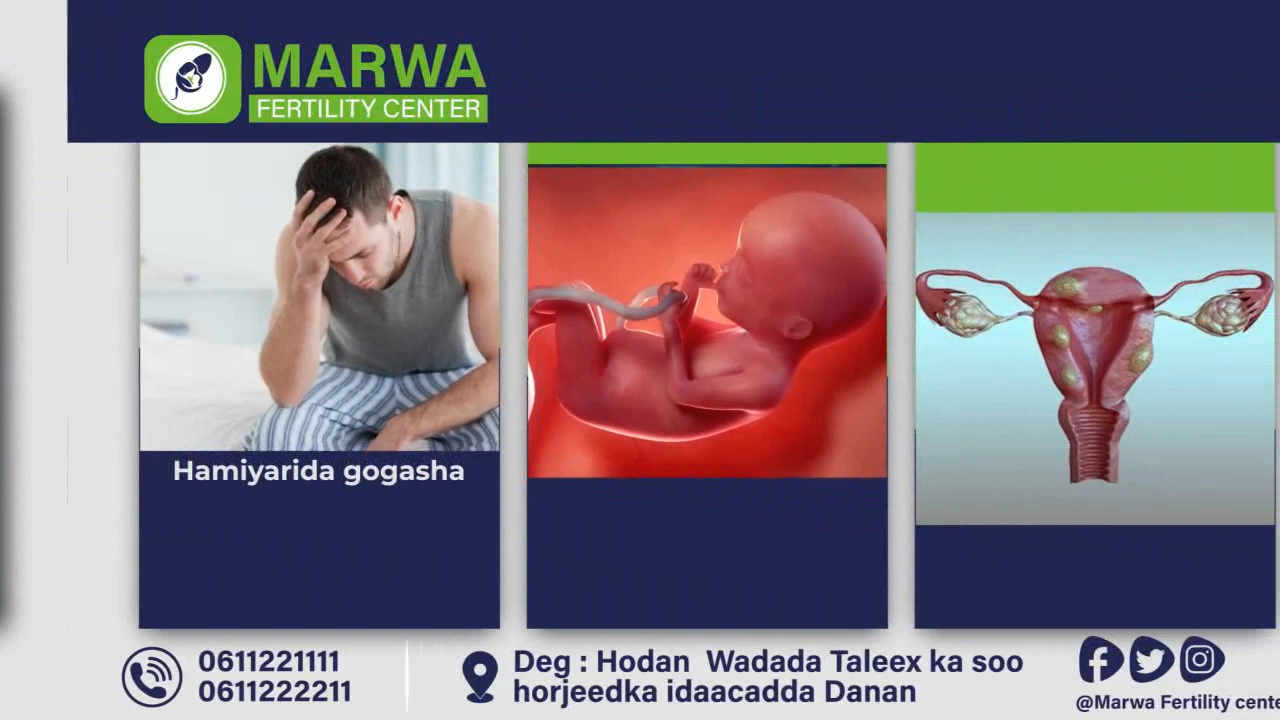 MARWA
FERTILITY CENTER
Hamiyarida gogasha
0611221111
0611222211
Deg : Hodan Wadada Taleex ka soo
horjeedka idaacadda Danan
@Marwa Fertility cente